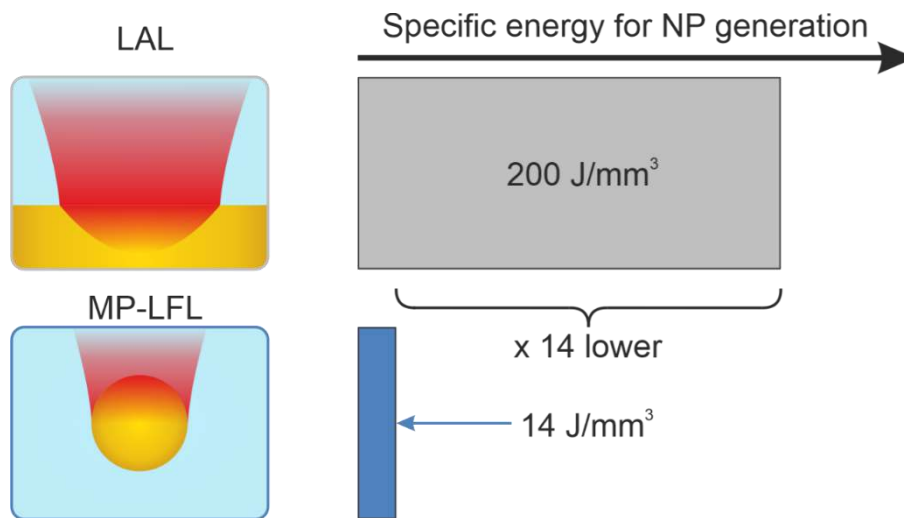 LAL
Specific energy for NP generation
200 J/mm³
x 14 lower
MP-LFL
14 J/mm³